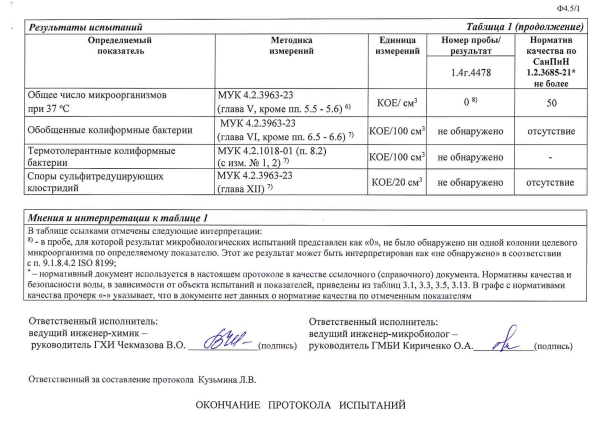 Ф4.5/1
Результаты испытаний Таблица 1 (продолжение)
Определяемый показатель Методика измерений Единица измерений Номер пробы/ результат Норматив качества по СанПиН 1.2.3685-21* не более
1.4г.4478
Общее число микроорганизмов МУК 4.2.3963-23
при 37 ºС (глава V, кроме пп. 5.5 - 5.6) 6) КОЕ/ см3 0 8) 50
Обобщенные колиформные бактерии МУК 4.2.3963-23
(глава VI, кроме пп. 6.5 - 6.6) 7) КОЕ/100 см3 не обнаружено отсутствие
Термотолерантные колиформные МУК 4.2.1018-01 (п. 8.2)
бактерии (с изм. № 1, 2) 7) КОЕ/100 см3 не обнаружено -
Споры сульфитредуцирующих МУК 4.2.3963-23
клостридий (глава XII) 7) КОЕ/20 см3 не обнаружено отсутствие
Мнения и интерпретации к таблице 1
В таблице ссылками отмечены следующие интерпретации:
8) - в пробе, для которой результат микробиологических испытаний представлен как «0», не было обнаружено ни одной колонии целевого
микроорганизма по определяемому показателю. Этот же результат может быть интерпретирован как «не обнаружено» в соответствии
с п. 9.1.8.4.2 ISO 8199;
* – нормативный документ используется в настоящем протоколе в качестве ссылочного (справочного) документа. Нормативы качества и
безопасности воды, в зависимости от объекта испытаний и показателей, приведены из таблиц 3.1, 3.3, 3.5, 3.13. В графе с нормативами
качества прочерк «-» указывает, что в документе нет данных о нормативе качества по отмеченным показателям
Ответственный исполнитель: Ответственный исполнитель:
ведущий инженер-химик – ведущий инженер-микробиолог –
руководитель ГХИ Чекмазова В.О. (подпись) руководитель ГМБИ Кириченко О.А. (подпись)
Ответственный за составление протокола Кузьмина Л.В.
ОКОНЧАНИЕ ПРОТОКОЛА ИСПЫТАНИЙ